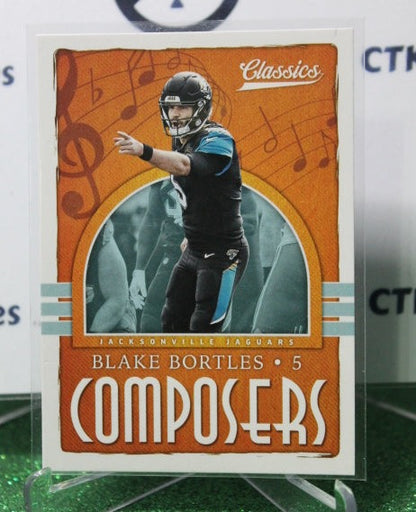 Classics
JACKSONVILLE JAGUARS
BLAKE BORTLES • 5
COMPOSERS